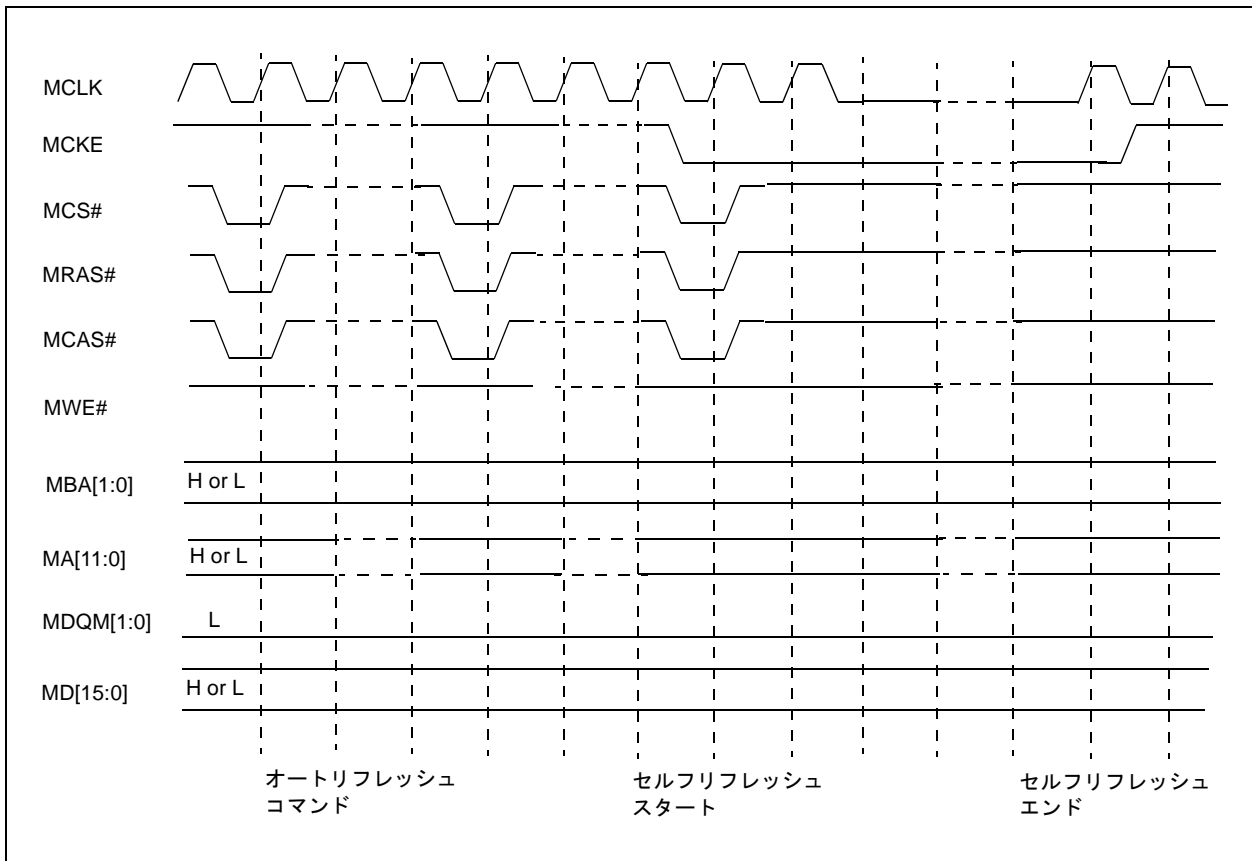 MCLK
MCKE
MCS#
MRAS#
MCAS#
MWE#
MBA[1:0] H or L
MA[11:0] H or L
MDQM[1:0] L
MD[15:0] H or L
オートリフレッシュ
コマンド
セルフリフレッシュ
スタート
セルフリフレッシュ
エンド